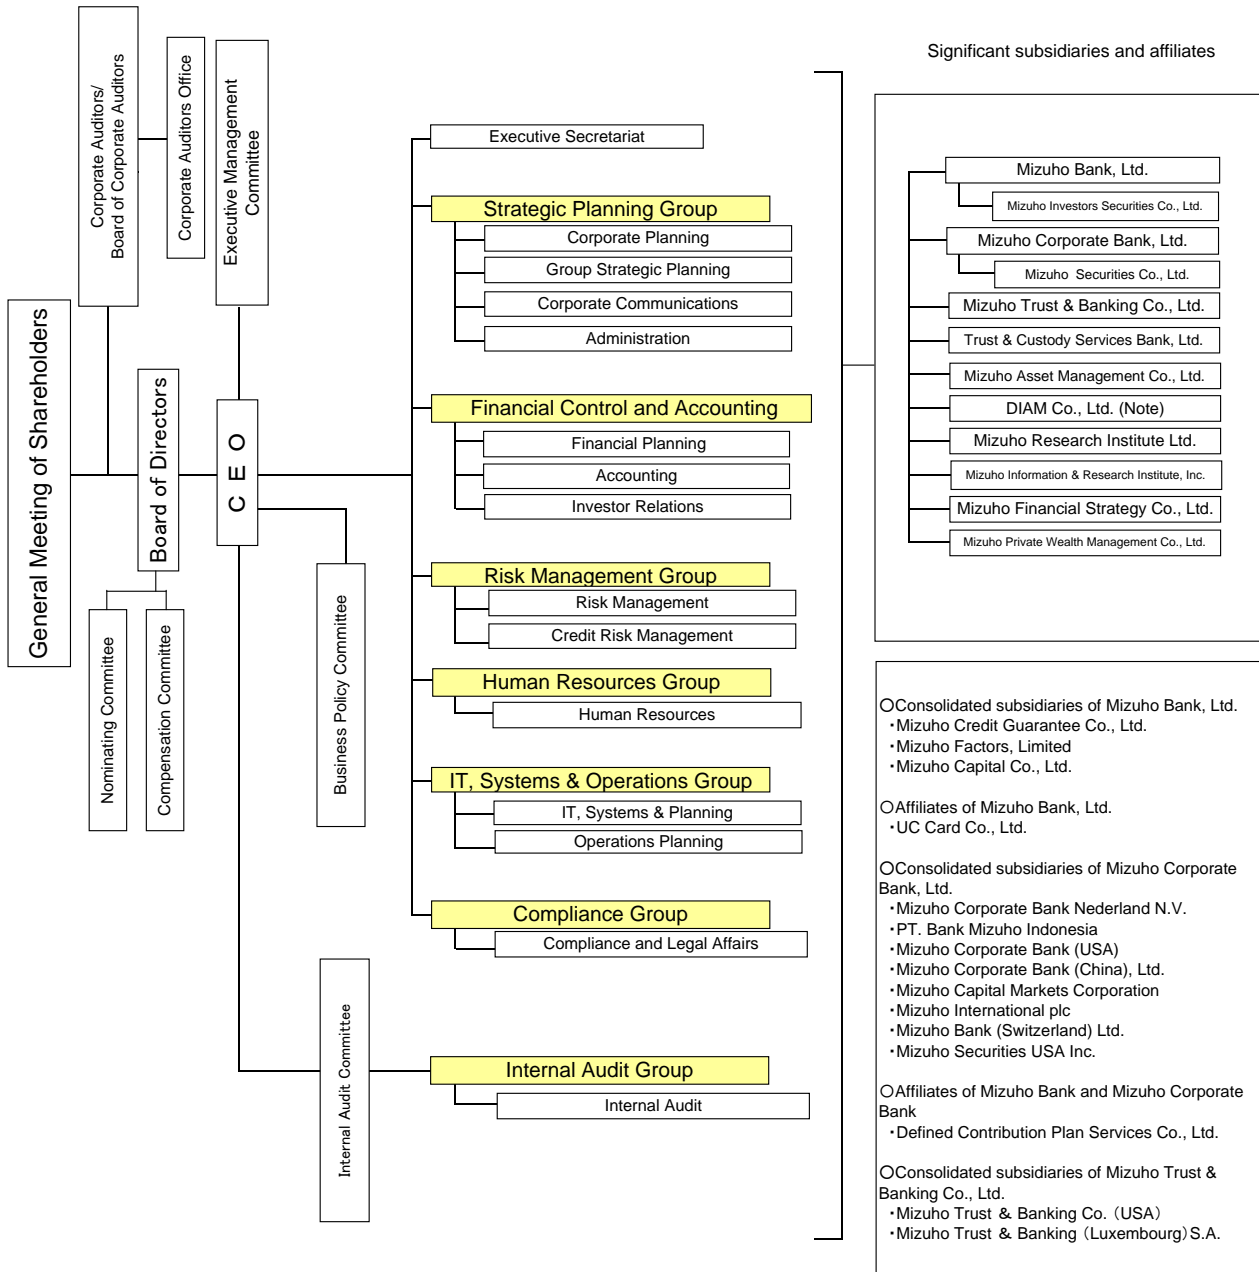 General Meeting of Shareholders
Corporate Auditors/
Board of Corporate Auditors
Corporate Auditors Office
Executive Management
Committee
Board of Directors
Nominating Committee
Compensation Committee
C E O
Business Policy Committee
Internal Audit Committee
Executive Secretariat
Strategic Planning Group
Corporate Planning
Group Strategic Planning
Corporate Communications
Administration
Financial Control and Accounting
Financial Planning
Accounting
Investor Relations
Risk Management Group
Risk Management
Credit Risk Management
Human Resources Group
Human Resources
IT, Systems & Operations Group
IT, Systems & Planning
Operations Planning
Compliance Group
Compliance and Legal Affairs
Internal Audit Group
Internal Audit
Significant subsidiaries and affiliates
Mizuho Bank, Ltd.
Mizuho Investors Securities Co., Ltd.
Mizuho Corporate Bank, Ltd.
Mizuho Securities Co., Ltd.
Mizuho Trust & Banking Co., Ltd.
Trust & Custody Services Bank, Ltd.
Mizuho Asset Management Co., Ltd.
DIAM Co., Ltd. (Note)
Mizuho Research Institute Ltd.
Mizuho Information & Research Institute, Inc.
Mizuho Financial Strategy Co., Ltd.
Mizuho Private Wealth Management Co., Ltd.
○Consolidated subsidiaries of Mizuho Bank, Ltd.
・Mizuho Credit Guarantee Co., Ltd.
・Mizuho Factors, Limited
・Mizuho Capital Co., Ltd.
○Affiliates of Mizuho Bank, Ltd.
・UC Card Co., Ltd.
○Consolidated subsidiaries of Mizuho Corporate
Bank, Ltd.
・Mizuho Corporate Bank Nederland N.V.
・PT. Bank Mizuho Indonesia
・Mizuho Corporate Bank (USA)
・Mizuho Corporate Bank (China), Ltd.
・Mizuho Capital Markets Corporation
・Mizuho International plc
・Mizuho Bank (Switzerland) Ltd.
・Mizuho Securities USA Inc.
○Affiliates of Mizuho Bank and Mizuho Corporate
Bank
・Defined Contribution Plan Services Co., Ltd.
○Consolidated subsidiaries of Mizuho Trust &
Banking Co., Ltd.
・Mizuho Trust ＆ Banking Co.（USA）
・Mizuho Trust ＆ Banking（Luxembourg）S.A.